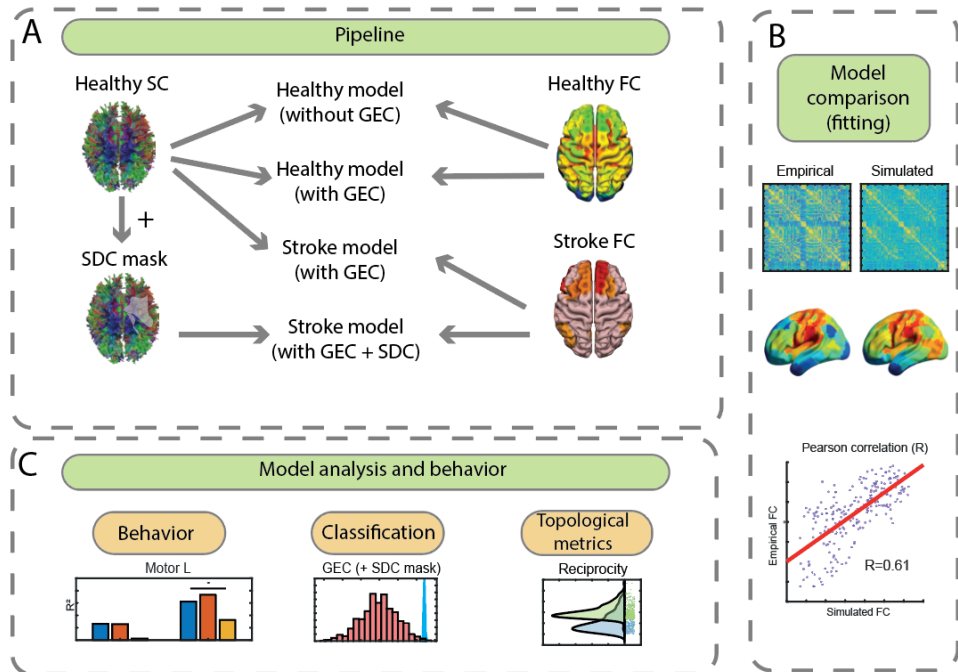 A
Pipeline
Healthy SC
Healthy model
(without GEC)
Healthy FC
Healthy model
(with GEC)
+
SDC mask
Stroke model
(with GEC)
Stroke FC
Stroke model
(with GEC + SDC)
B
Model
comparison
(fitting)
Empirical
Simulated
Pearson correlation (R)
Empirical FC
R=0.61
Simulated FC
C
Model analysis and behavior
Behavior
Motor L
R²
Classification
GEC (+ SDC mask)
Topological
metrics
Reciprocity